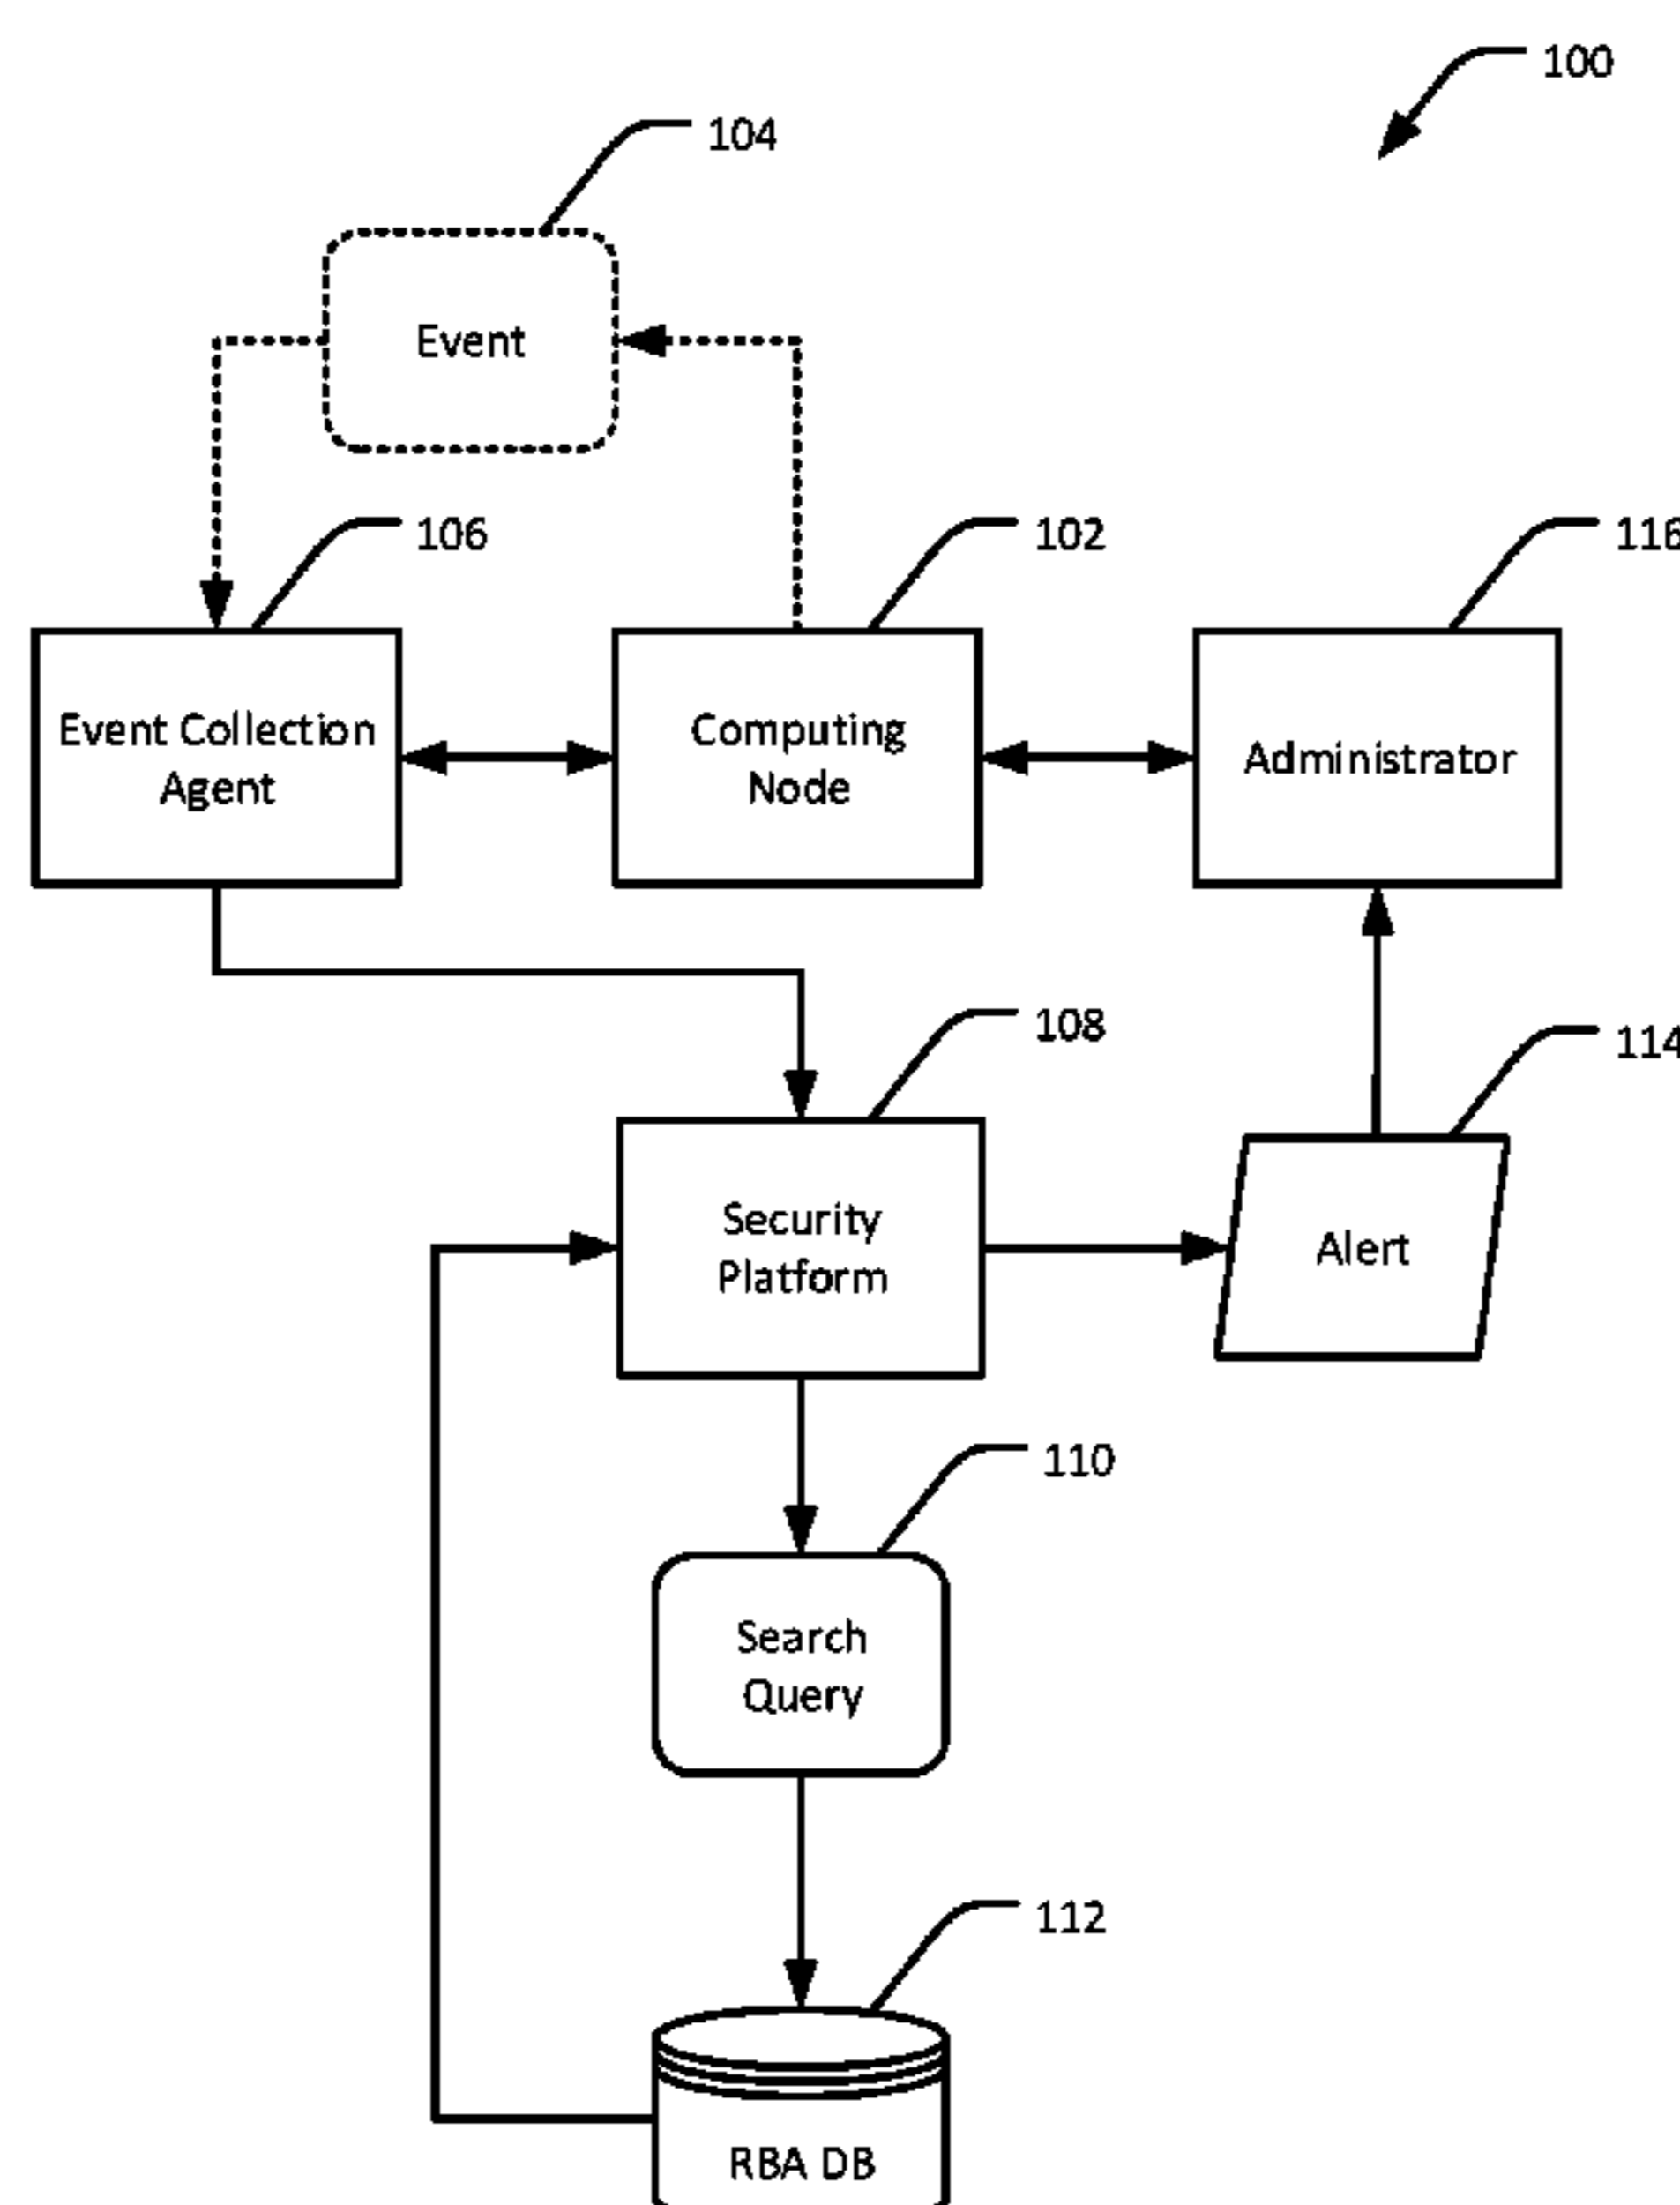 100
104
Event
106
102
116
Event Collection
Agent
Computing
Node
Administrator
108
114
Security
Platform
Alert
110
Search
Query
112
RBA DB